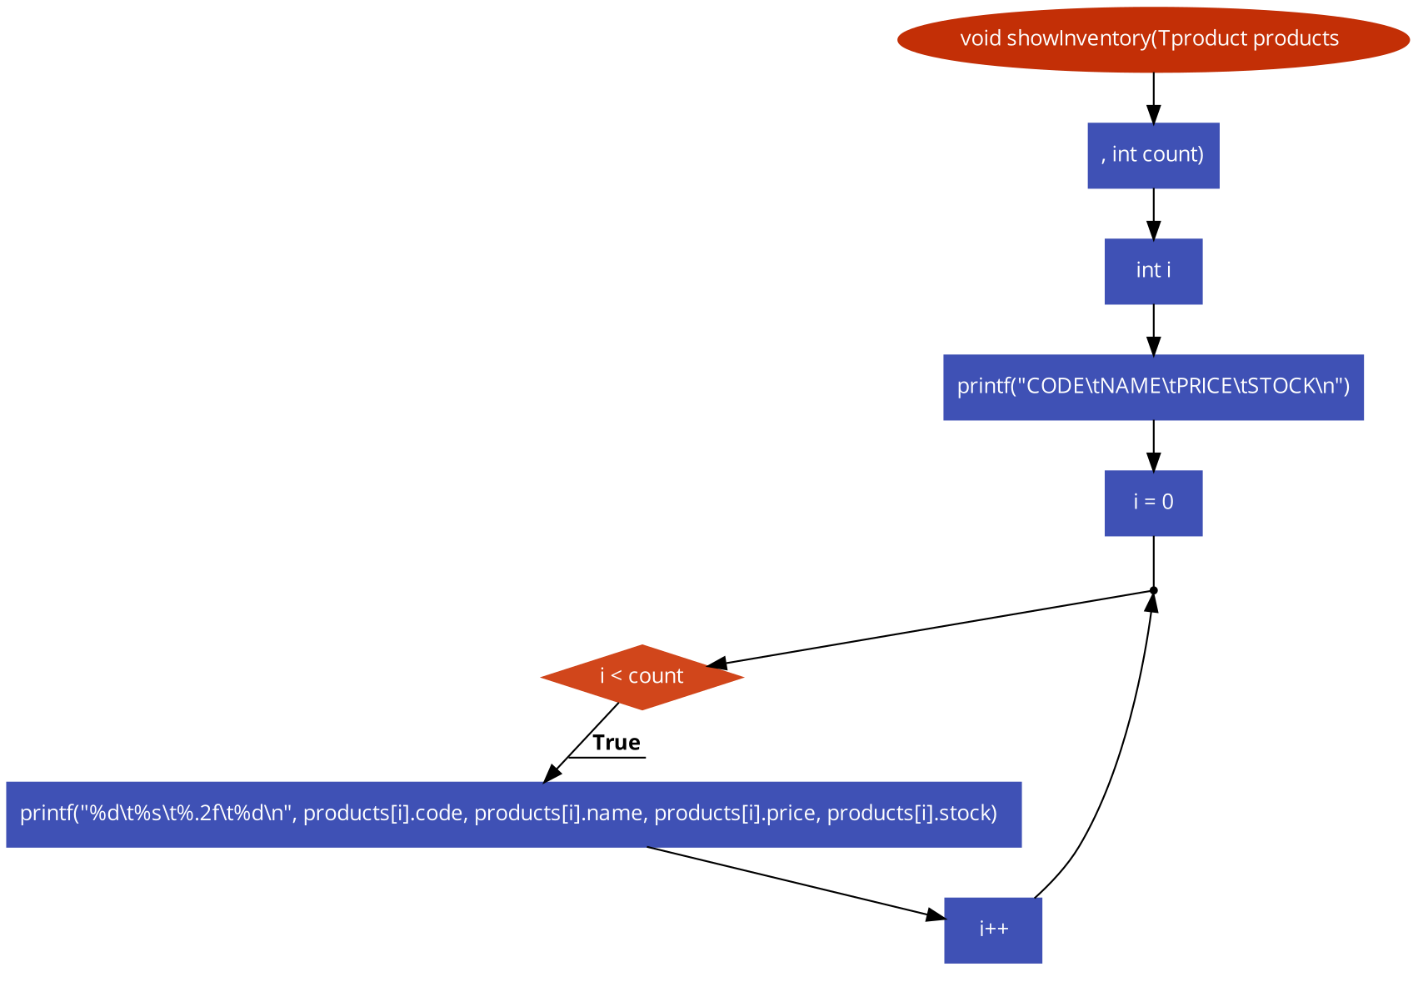 void showInventory(Tproduct products
, int count)
int i
printf("CODE\tNAME\tPRICE\tSTOCK\n")
i = 0
i < count
True
printf("%d\t%s\t%.2f\t%d\n", products[i].code, products[i].name, products[i].price, products[i].stock)
i++